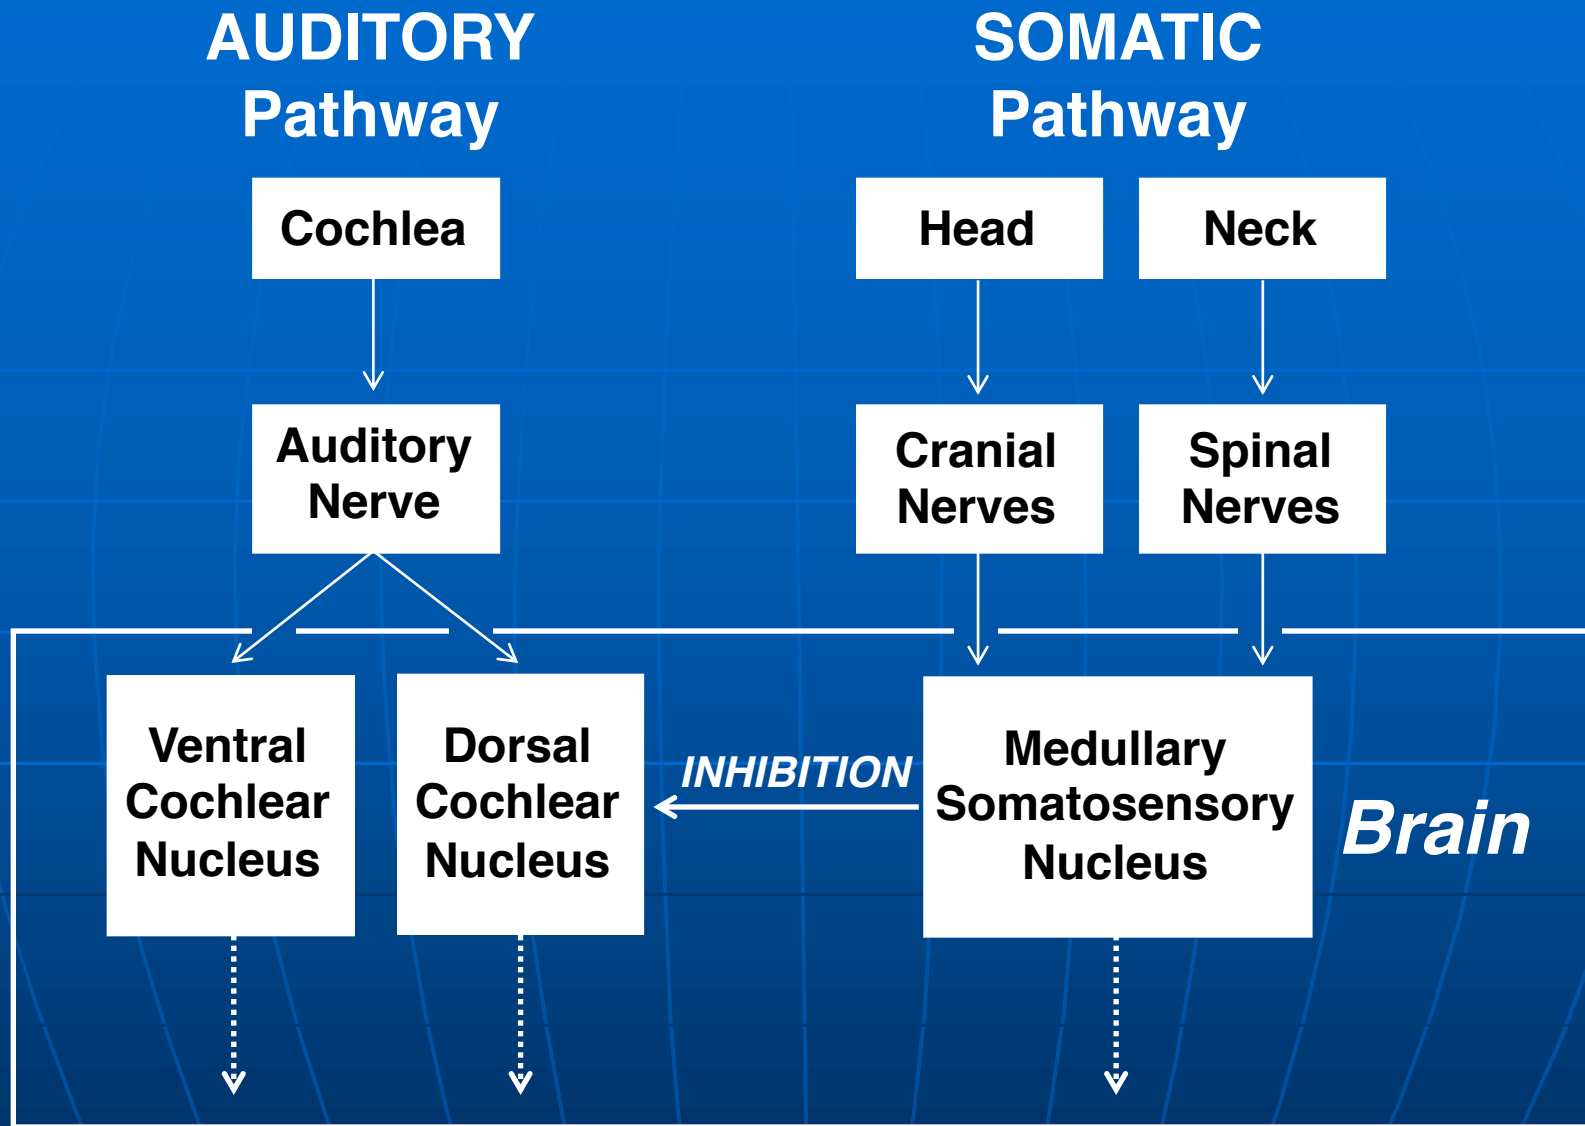 AUDITORY
Pathway
SOMATIC
Pathway
Cochlea
Head
Neck
Auditory
Nerve
Cranial
Nerves
Spinal
Nerves
Ventral
Cochlear
Nucleus
Dorsal
Cochlear
Nucleus
INHIBITION
Medullary
Somatosensory
Nucleus
Brain